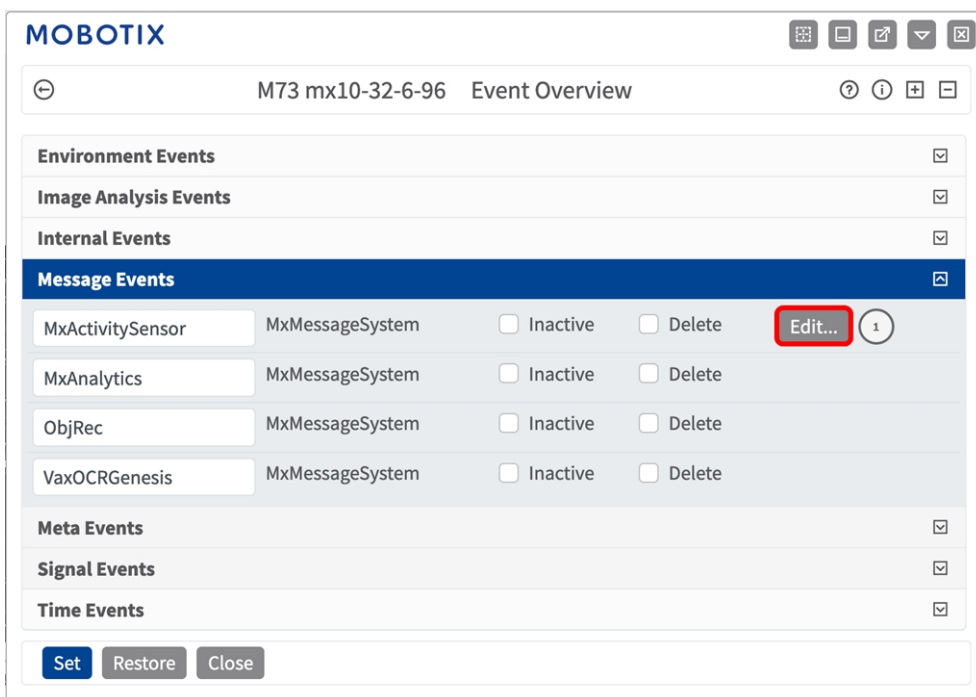 MOBOTIX
M73 mx10-32-6-96 Event Overview
Environment Events
Image Analysis Events
Internal Events
Message Events
MxActivitySensor MxMessageSystem Inactive Delete Edit... 1
MxAnalytics MxMessageSystem Inactive Delete
ObjRec MxMessageSystem Inactive Delete
VaxOCRGenesis MxMessageSystem Inactive Delete
Meta Events
Signal Events
Time Events
Set Restore Close